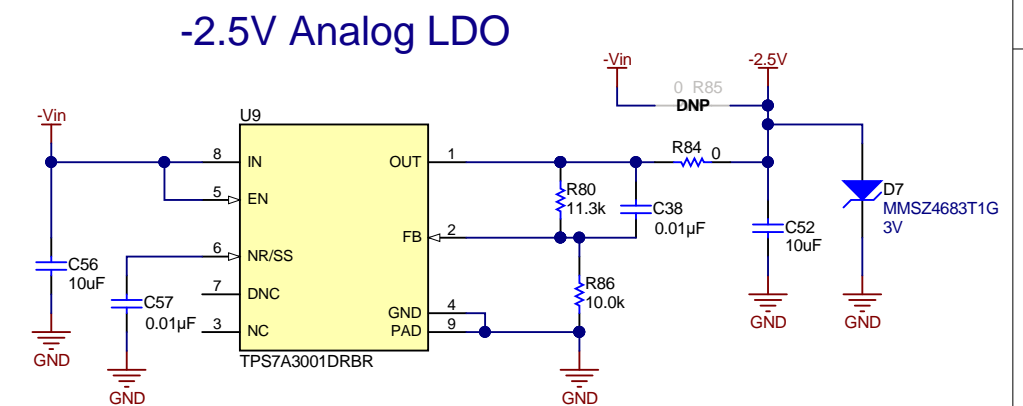 -2.5V Analog LDO
-Vin
-2.5V
0 R85
DNP
-Vin
U9
8 IN
OUT 1
R84 0
5 EN
R80
11.3k
C38
0.01µF
D7
MMSZ4683T1G
3V
FB 2
C52
10uF
6 NR/SS
C56
10uF
7 DNC
R86
10.0k
C57
0.01µF
GND 4
3 NC
PAD 9
GND
GND
GND
TPS7A3001DRBR
GND
GND